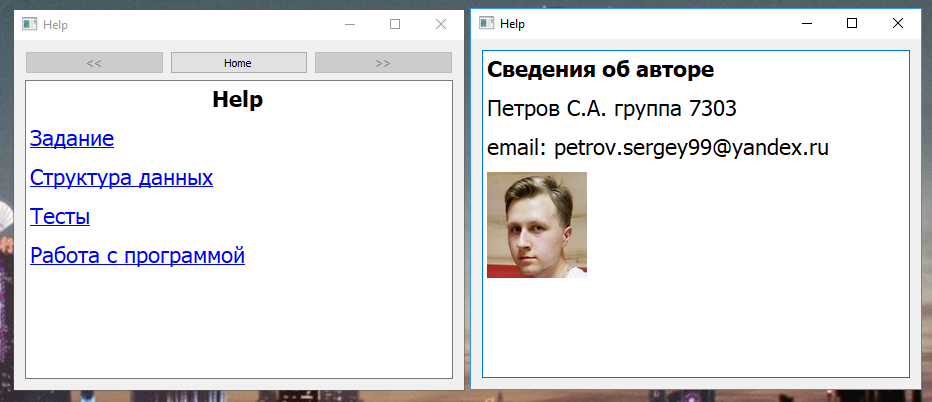 Help
<< Home >>
Help
Задание
Структура данных
Тесты
Работа с программой
Help
Сведения об авторе
Петров С.А. группа 7303
email: petrov.sergey99@yandex.ru